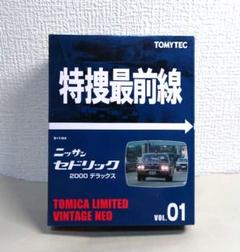 TOMYTEC
特捜最前線
ニッサン
セドリック
2000 デラックス
TOMICA LIMITED
VINTAGE NEO
VOL.01